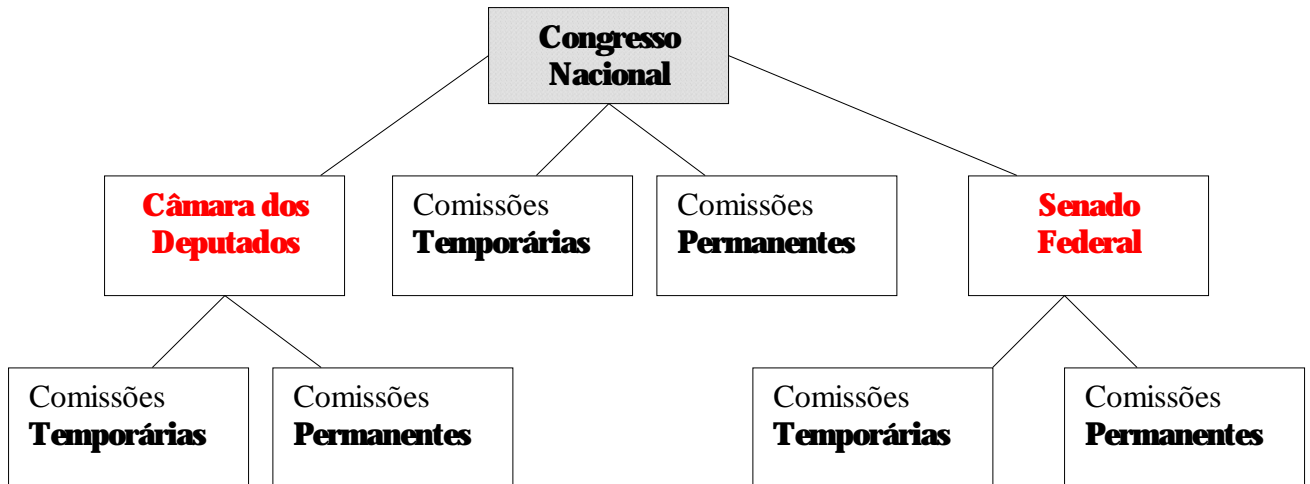 Congresso
Nacional
Câmara dos
Deputados
Comissões
Temporárias
Comissões
Permanentes
Senado
Federal
Comissões
Temporárias
Comissões
Permanentes
Comissões
Temporárias
Comissões
Permanentes